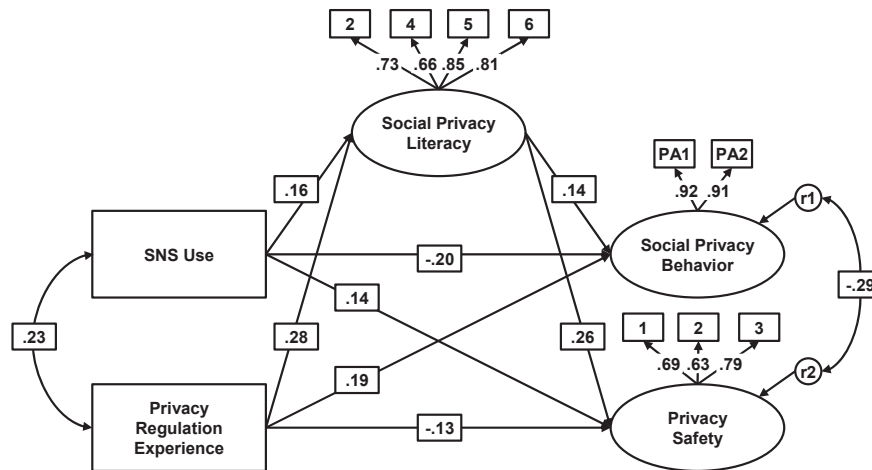 2 4 5 6
.73 .66 .85 .81
Social Privacy
Literacy
PA1 PA2
.92 .91
r1
.16
.14
SNS Use
-.20
Social Privacy
Behavior
-.29
.14
.23
.28
.19
.26
1 2 3
.69 .63 .79
r2
Privacy
Regulation
Experience
-.13
Privacy
Safety